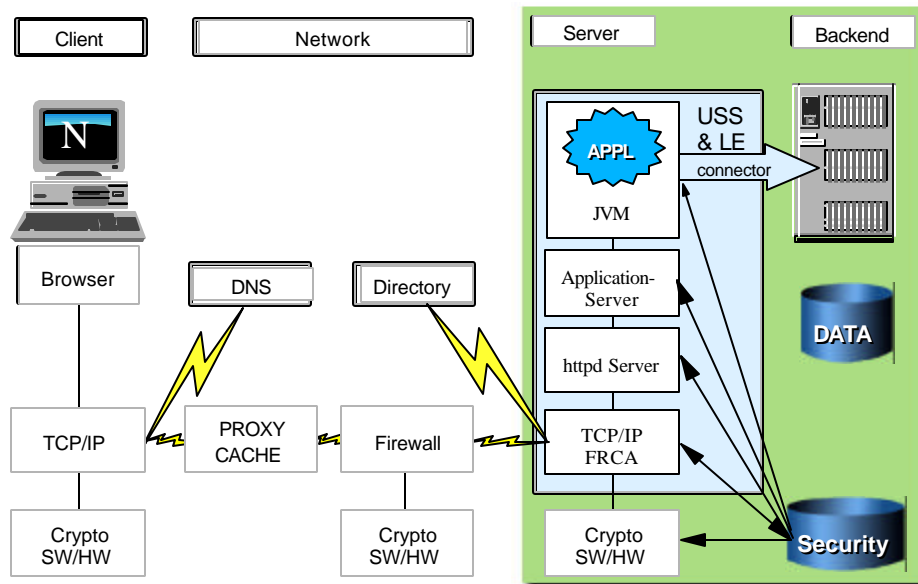 Client
Network
Server
Backend
N
APPL
JVM
USS
& LE
connector
Browser
DNS
Directory
Application-
Server
DATA
httpd Server
TCP/IP
PROXY
CACHE
Firewall
TCP/IP
FRCA
Crypto
SW/HW
Crypto
SW/HW
Crypto
SW/HW
Security